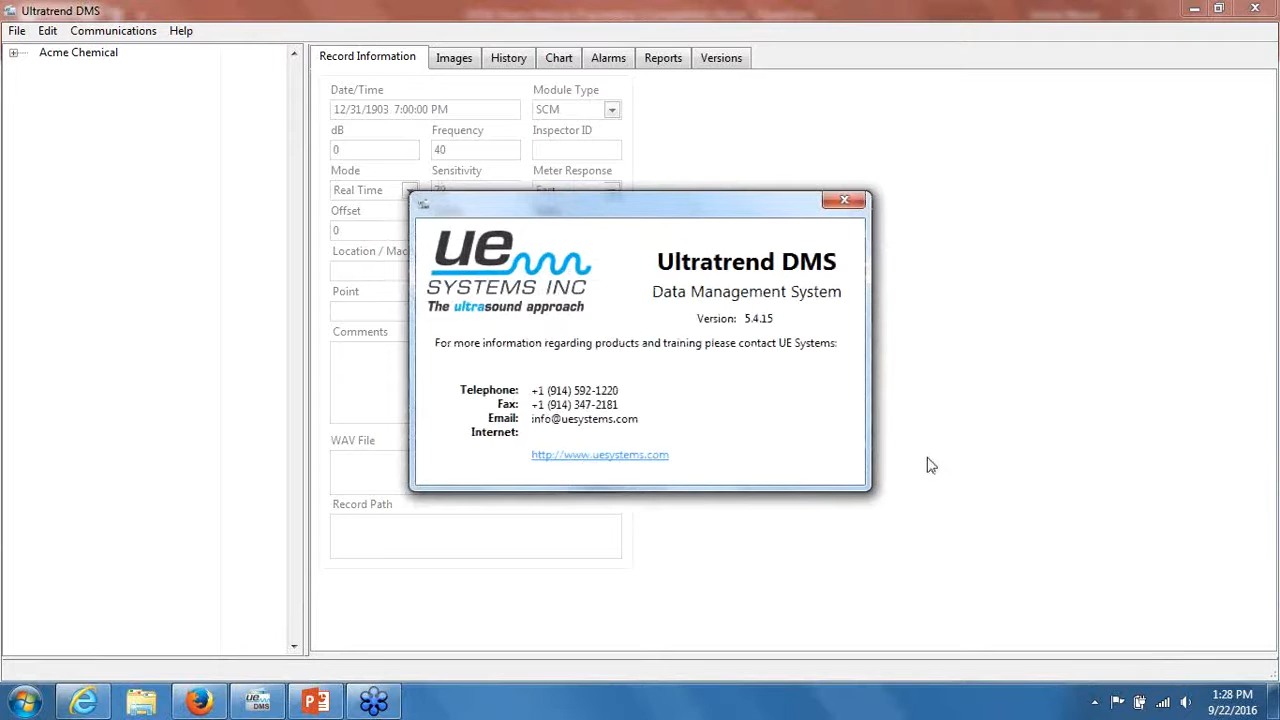 Ultratrend DMS
File Edit Communications Help
Acme Chemical
Record Information Images History Chart Alarms Reports Versions
Date/Time Module Type
12/31/1903 7:00:00 PM SCM
dB Frequency Inspector ID
0 40
Mode Sensitivity Meter Response
Real Time 70
Offset
0
Location / Mac
Point
Comments
WAV File
Record Path
ue
SYSTEMS INC
The ultrasound approach
Ultratrend DMS
Data Management System
Version: 5.4.15
For more information regarding products and training please contact UE Systems:
Telephone: +1 (914) 592-1220
Fax: +1 (914) 347-2181
Email: info@uesystems.com
Internet:
http://www.uesystems.com
ue DMS
1:28 PM
9/22/2016